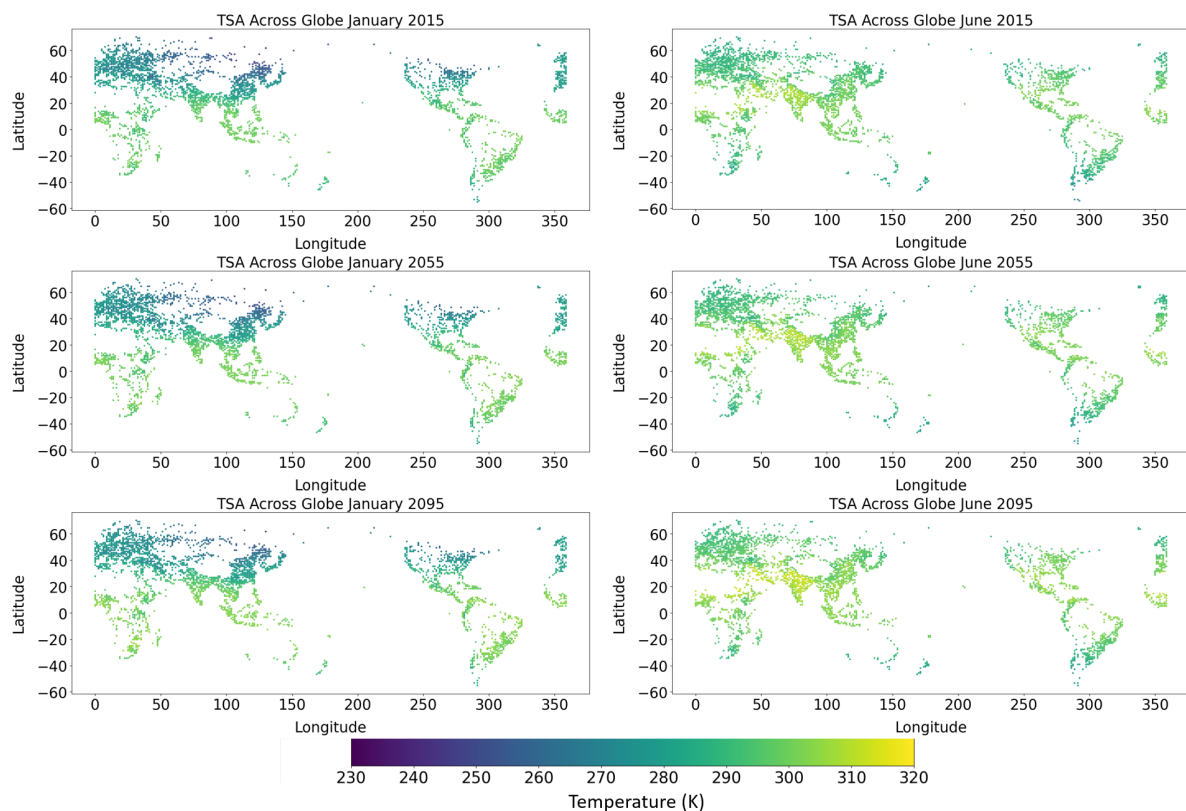 TSA Across Globe January 2015
60
40
20
0
−20
−40
−60
Latitude
0 50 100 150 200 250 300 350
Longitude
TSA Across Globe June 2015
60
40
20
0
−20
−40
−60
Latitude
0 50 100 150 200 250 300 350
Longitude
TSA Across Globe January 2055
60
40
20
0
−20
−40
−60
Latitude
0 50 100 150 200 250 300 350
Longitude
TSA Across Globe June 2055
60
40
20
0
−20
−40
−60
Latitude
0 50 100 150 200 250 300 350
Longitude
TSA Across Globe January 2095
60
40
20
0
−20
−40
−60
Latitude
0 50 100 150 200 250 300 350
Longitude
TSA Across Globe June 2095
60
40
20
0
−20
−40
−60
Latitude
0 50 100 150 200 250 300 350
Longitude
230 240 250 260 270 280 290 300 310 320
Temperature (K)